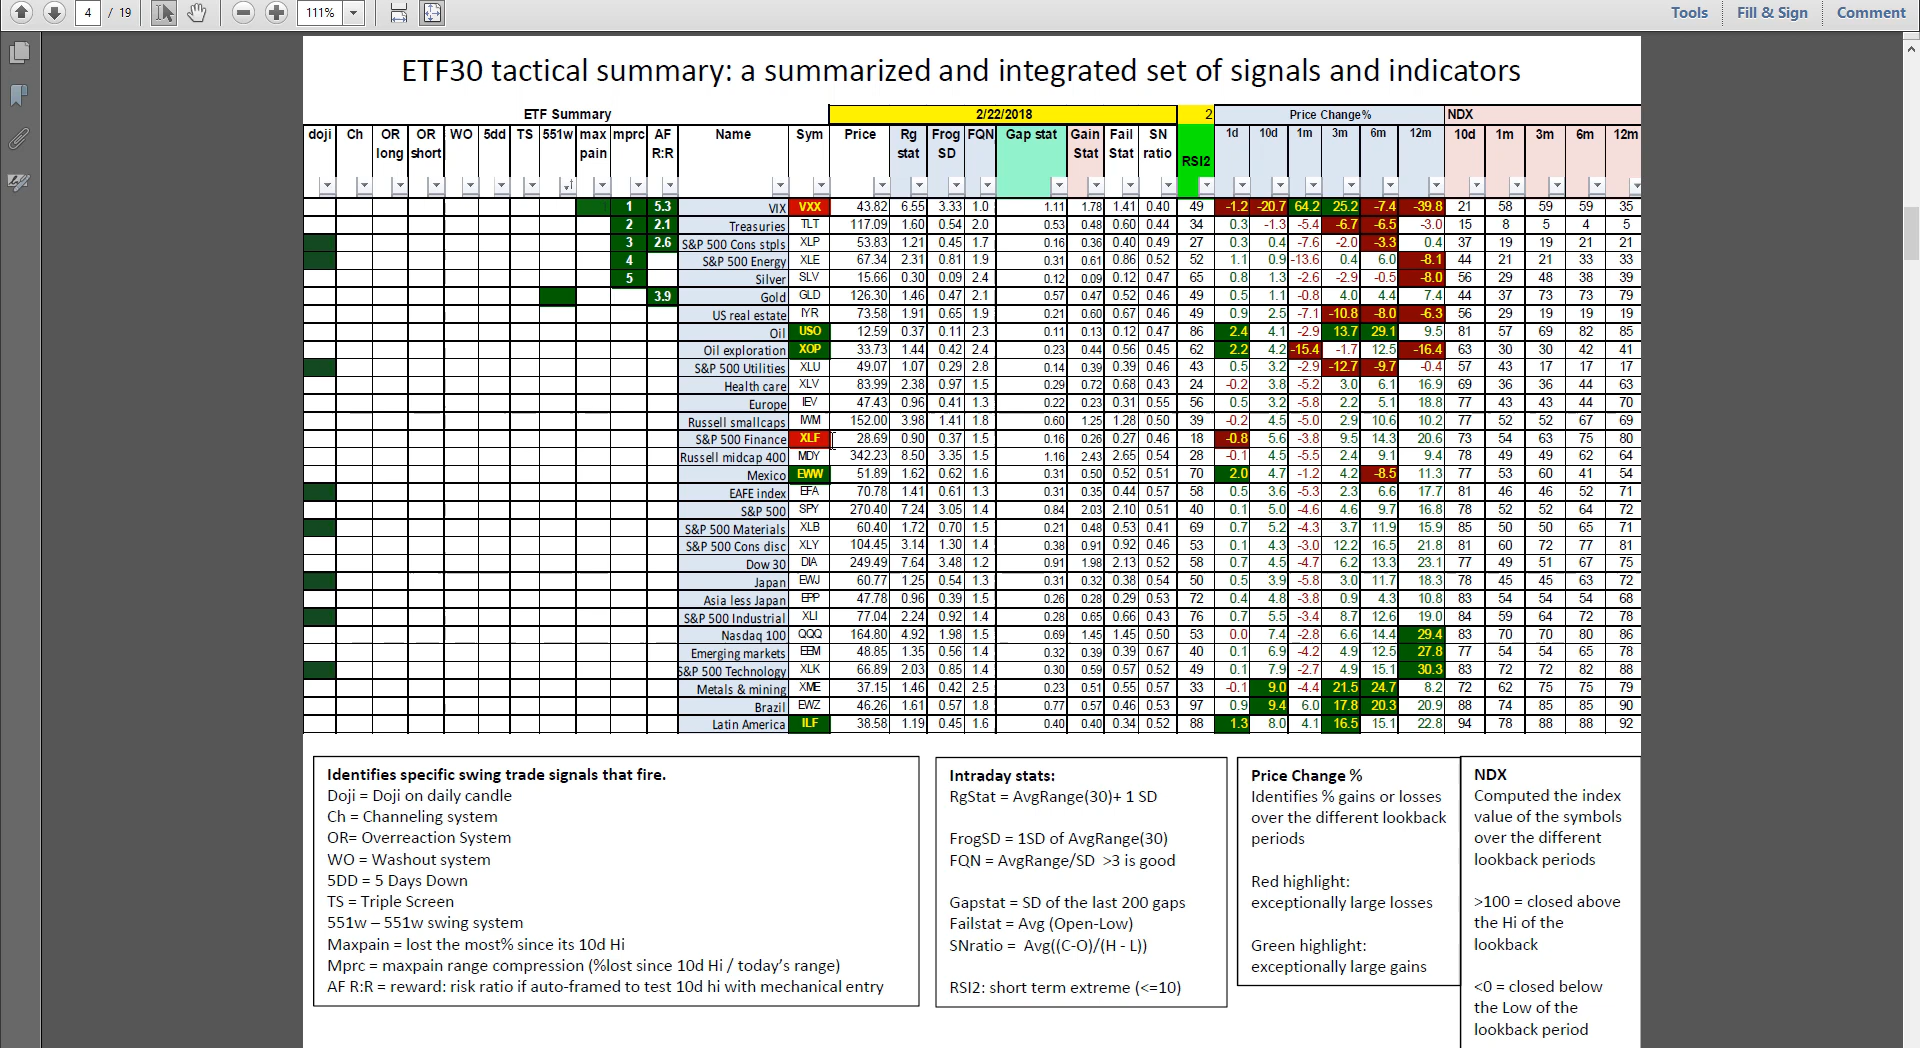 4 / 19 111% Tools Fill & Sign Comment
ETF30 tactical summary: a summarized and integrated set of signals and indicators
ETF Summary 2/22/2018 2 Price Change% NDX
doji Ch OR long OR short WO 5dd TS 551w max pain mprc AF R:R Name Sym Price Rg stat Frog SD FQN Gap stat Gain Stat Fail Stat SN ratio RSI2 1d 10d 1m 3m 6m 12m 10d 1m 3m 6m 12m
1 5.3 VIX VXX 43.82 6.55 3.33 1.0 1.11 1.78 1.41 0.40 49 -1.2 -20.7 64.2 25.2 -7.4 -39.8 21 58 59 59 35
2 2.1 Treasuries TLT 117.09 1.60 0.54 2.0 0.53 0.48 0.60 0.44 34 0.3 -1.3 -5.4 -6.7 -6.5 -3.0 15 8 5 4 5
3 2.6 S&P 500 Cons stpls XLP 53.83 1.21 0.45 1.7 0.16 0.36 0.40 0.49 27 0.3 0.4 -7.6 -2.0 -3.3 0.4 37 19 19 21 21
4 S&P 500 Energy XLE 67.34 2.31 0.81 1.9 0.31 0.61 0.86 0.52 52 1.1 0.9 -13.6 0.4 6.0 -8.1 44 21 21 33 33
5 Silver SLV 15.66 0.30 0.09 2.4 0.12 0.09 0.12 0.47 65 0.8 1.3 -2.6 -2.9 -0.5 -8.0 56 29 48 38 39
3.9 Gold GLD 126.30 1.46 0.47 2.1 0.57 0.47 0.52 0.46 49 0.5 1.1 -0.8 4.0 4.4 7.4 44 37 73 73 79
US real estate IYR 73.58 1.91 0.65 1.9 0.21 0.60 0.67 0.46 49 0.9 2.5 -7.1 -10.8 -8.0 -6.3 56 29 19 19 19
Oil USO 12.59 0.37 0.11 2.3 0.11 0.13 0.12 0.47 86 2.4 4.1 -2.9 13.7 29.1 9.5 81 57 69 82 85
Oil exploration XOP 33.73 1.44 0.42 2.4 0.23 0.44 0.56 0.45 62 2.2 4.2 -15.4 -1.7 12.5 -16.4 63 30 30 42 41
S&P 500 Utilities XLU 49.07 1.07 0.29 2.8 0.14 0.39 0.39 0.46 43 0.5 3.2 -2.9 -12.7 -9.7 -0.4 57 43 17 17 17
Health care XLV 83.99 2.38 0.97 1.5 0.29 0.72 0.68 0.43 24 -0.2 3.8 -5.2 3.0 6.1 16.9 69 36 36 44 63
Europe IEV 47.43 0.96 0.41 1.3 0.22 0.23 0.31 0.55 56 0.5 3.2 -5.8 2.2 5.1 18.8 77 43 43 44 70
Russell smallcaps IWM 152.00 3.98 1.41 1.8 0.60 1.25 1.28 0.50 39 -0.2 4.5 -5.0 2.9 10.6 10.2 77 52 52 67 69
S&P 500 Finance XLF 28.69 0.90 0.37 1.5 0.16 0.26 0.27 0.46 18 -0.8 5.6 -3.8 9.5 14.3 20.6 73 54 63 75 80
Russell midcap 400 MDY 342.23 8.50 3.35 1.5 1.16 2.43 2.65 0.54 28 -0.1 4.5 -5.5 2.4 9.1 9.4 78 49 49 62 64
Mexico EWW 51.89 1.62 0.62 1.6 0.31 0.50 0.52 0.51 70 2.0 4.7 -1.2 4.2 -8.5 11.3 77 53 60 41 54
EAFE index EFA 70.78 1.41 0.61 1.3 0.31 0.35 0.44 0.57 58 0.5 3.6 -5.3 2.3 6.6 17.7 81 46 46 52 71
S&P 500 SPY 270.40 7.24 3.05 1.4 0.84 2.03 2.10 0.51 40 0.1 5.0 -4.6 4.6 9.7 16.8 78 52 52 64 72
S&P 500 Materials XLB 60.40 1.72 0.70 1.5 0.21 0.48 0.53 0.41 69 0.7 5.2 -4.3 3.7 11.9 15.9 85 50 50 65 71
S&P 500 Cons disc XLY 104.45 3.14 1.30 1.4 0.38 0.91 0.92 0.46 53 0.1 4.3 -3.0 12.2 16.5 21.8 81 60 72 77 81
Dow 30 DIA 249.49 7.64 3.48 1.2 0.91 1.98 2.13 0.52 58 0.7 4.5 -4.7 6.2 13.3 23.1 77 49 51 67 75
Japan EWJ 60.77 1.25 0.54 1.3 0.31 0.32 0.38 0.54 50 0.5 3.9 -5.8 3.0 11.7 18.3 78 45 45 63 72
Asia less Japan EPP 47.78 0.96 0.39 1.5 0.26 0.28 0.29 0.53 72 0.4 4.8 -3.8 0.9 4.3 10.8 83 54 54 54 68
S&P 500 Industrial XLI 77.04 2.24 0.92 1.4 0.28 0.65 0.66 0.43 76 0.7 5.5 -3.4 8.7 12.6 19.0 84 59 64 72 78
Nasdaq 100 QQQ 164.80 4.92 1.98 1.5 0.69 1.45 1.45 0.50 53 0.0 7.4 -2.8 6.6 14.4 29.4 83 70 70 80 86
Emerging markets EEM 48.85 1.35 0.56 1.4 0.32 0.39 0.39 0.67 40 0.1 6.9 -4.2 4.9 12.5 27.8 77 54 54 65 78
S&P 500 Technology XLK 66.89 2.03 0.85 1.4 0.30 0.59 0.57 0.52 49 0.1 7.9 -2.7 4.9 15.1 30.3 83 72 72 82 88
Metals & mining XME 37.15 1.46 0.42 2.5 0.23 0.51 0.55 0.57 33 -0.1 9.0 -4.4 21.5 24.7 8.2 72 62 75 75 79
Brazil EWZ 46.26 1.61 0.57 1.8 0.77 0.57 0.46 0.53 97 0.9 9.4 6.0 17.8 20.3 20.9 88 74 85 85 90
Latin America ILF 38.58 1.19 0.45 1.6 0.40 0.40 0.34 0.52 88 1.3 8.0 4.1 16.5 15.1 22.8 94 78 88 88 92
Identifies specific swing trade signals that fire.
Doji = Doji on daily candle
Ch = Channeling system
OR= Overreaction System
WO = Washout system
5DD = 5 Days Down
TS = Triple Screen
551w – 551w swing system
Maxpain = lost the most% since its 10d Hi
Mprc = maxpain range compression (%lost since 10d Hi / today's range)
AF R:R = reward: risk ratio if auto-framed to test 10d hi with mechanical entry
Intraday stats:
RgStat = AvgRange(30)+ 1 SD
FrogSD = 1SD of AvgRange(30)
FQN = AvgRange/SD >3 is good
Gapstat = SD of the last 200 gaps
Failstat = Avg (Open-Low)
SNratio = Avg((C-O)/(H - L))
RSI2: short term extreme (<=10)
Price Change %
Identifies % gains or losses
over the different lookback
periods
Red highlight:
exceptionally large losses
Green highlight:
exceptionally large gains
NDX
Computed the index
value of the symbols
over the different
lookback periods
>100 = closed above
the Hi of the
lookback
<0 = closed below
the Low of the
lookback period